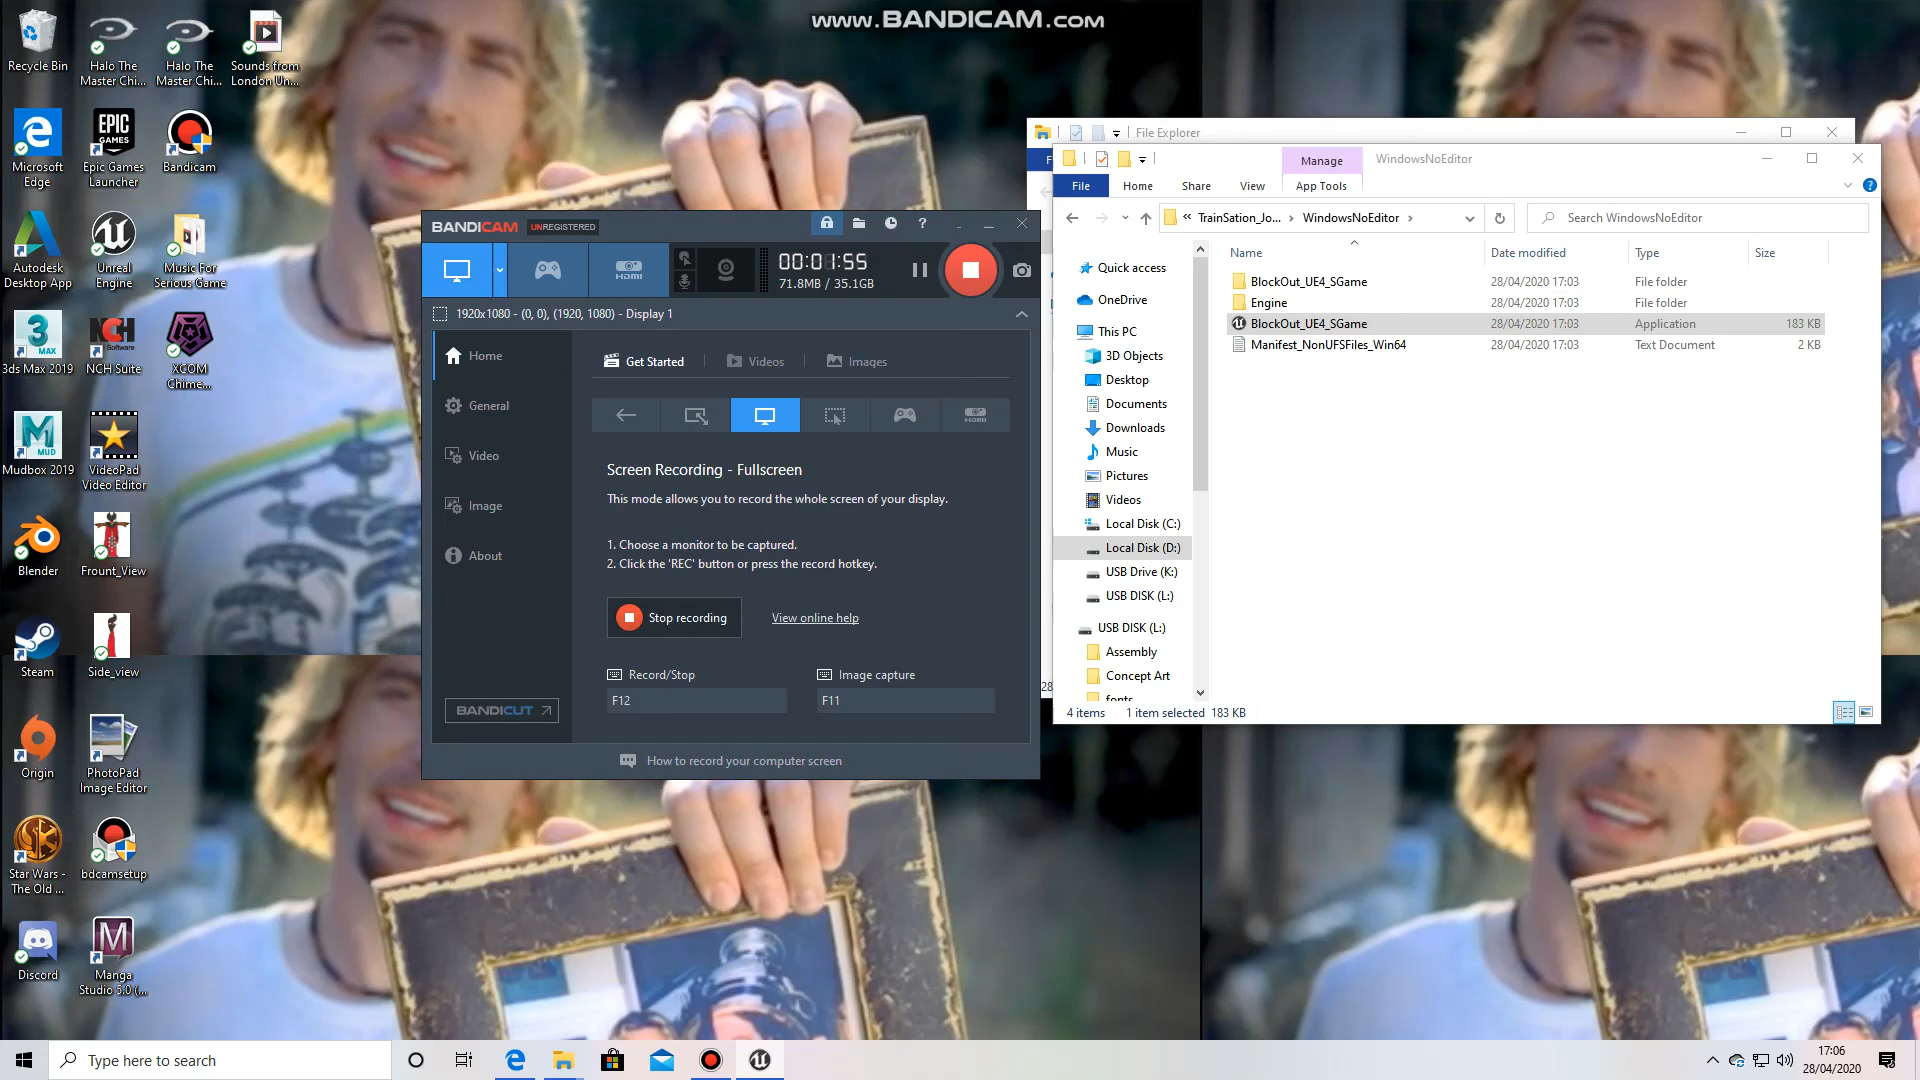 www.BANDICAM.com
Recycle Bin
Halo The
Master Chi...
Halo The
Master Chi...
Sounds from
London Un...
Microsoft
Edge
EPIC
GAMES
Epic Games
Launcher
Bandicam
Autodesk
Desktop App
Unreal
Engine
Music For
Serious Game
3
MAX
3ds Max 2019
NCH
Software
NCH Suite
XCOM
Chime...
M
MUD
Mudbox 2019
VideoPad
Video Editor
Blender
Frount_View
Steam
Side_view
Origin
PhotoPad
Image Editor
Star Wars -
The Old ...
bdcamsetup
Discord
Manga
Studio 5.0 (...
BANDICAM UNREGISTERED
HDMI
00:01:55
71.8MB / 35.1GB
1920x1080 - (0, 0), (1920, 1080) - Display 1
Home
General
Video
Image
About
BANDICUT
Get Started
Videos
Images
HDMI
Screen Recording - Fullscreen
This mode allows you to record the whole screen of your display.
1. Choose a monitor to be captured.
2. Click the 'REC' button or press the record hotkey.
Stop recording
View online help
Record/Stop
Image capture
F12
F11
How to record your computer screen
File Explorer
F
28
Manage
WindowsNoEditor
File
Home
Share
View
App Tools
« TrainSation_Jo... > WindowsNoEditor >
Search WindowsNoEditor
Quick access
OneDrive
This PC
3D Objects
Desktop
Documents
Downloads
Music
Pictures
Videos
Local Disk (C:)
Local Disk (D:)
USB Drive (K:)
USB DISK (L:)
USB DISK (L:)
Assembly
Concept Art
fonts
Name Date modified Type Size
BlockOut_UE4_SGame 28/04/2020 17:03 File folder
Engine 28/04/2020 17:03 File folder
BlockOut_UE4_SGame 28/04/2020 17:03 Application 183 KB
Manifest_NonUFSFiles_Win64 28/04/2020 17:03 Text Document 2 KB
4 items 1 item selected 183 KB
Type here to search
17:06
28/04/2020